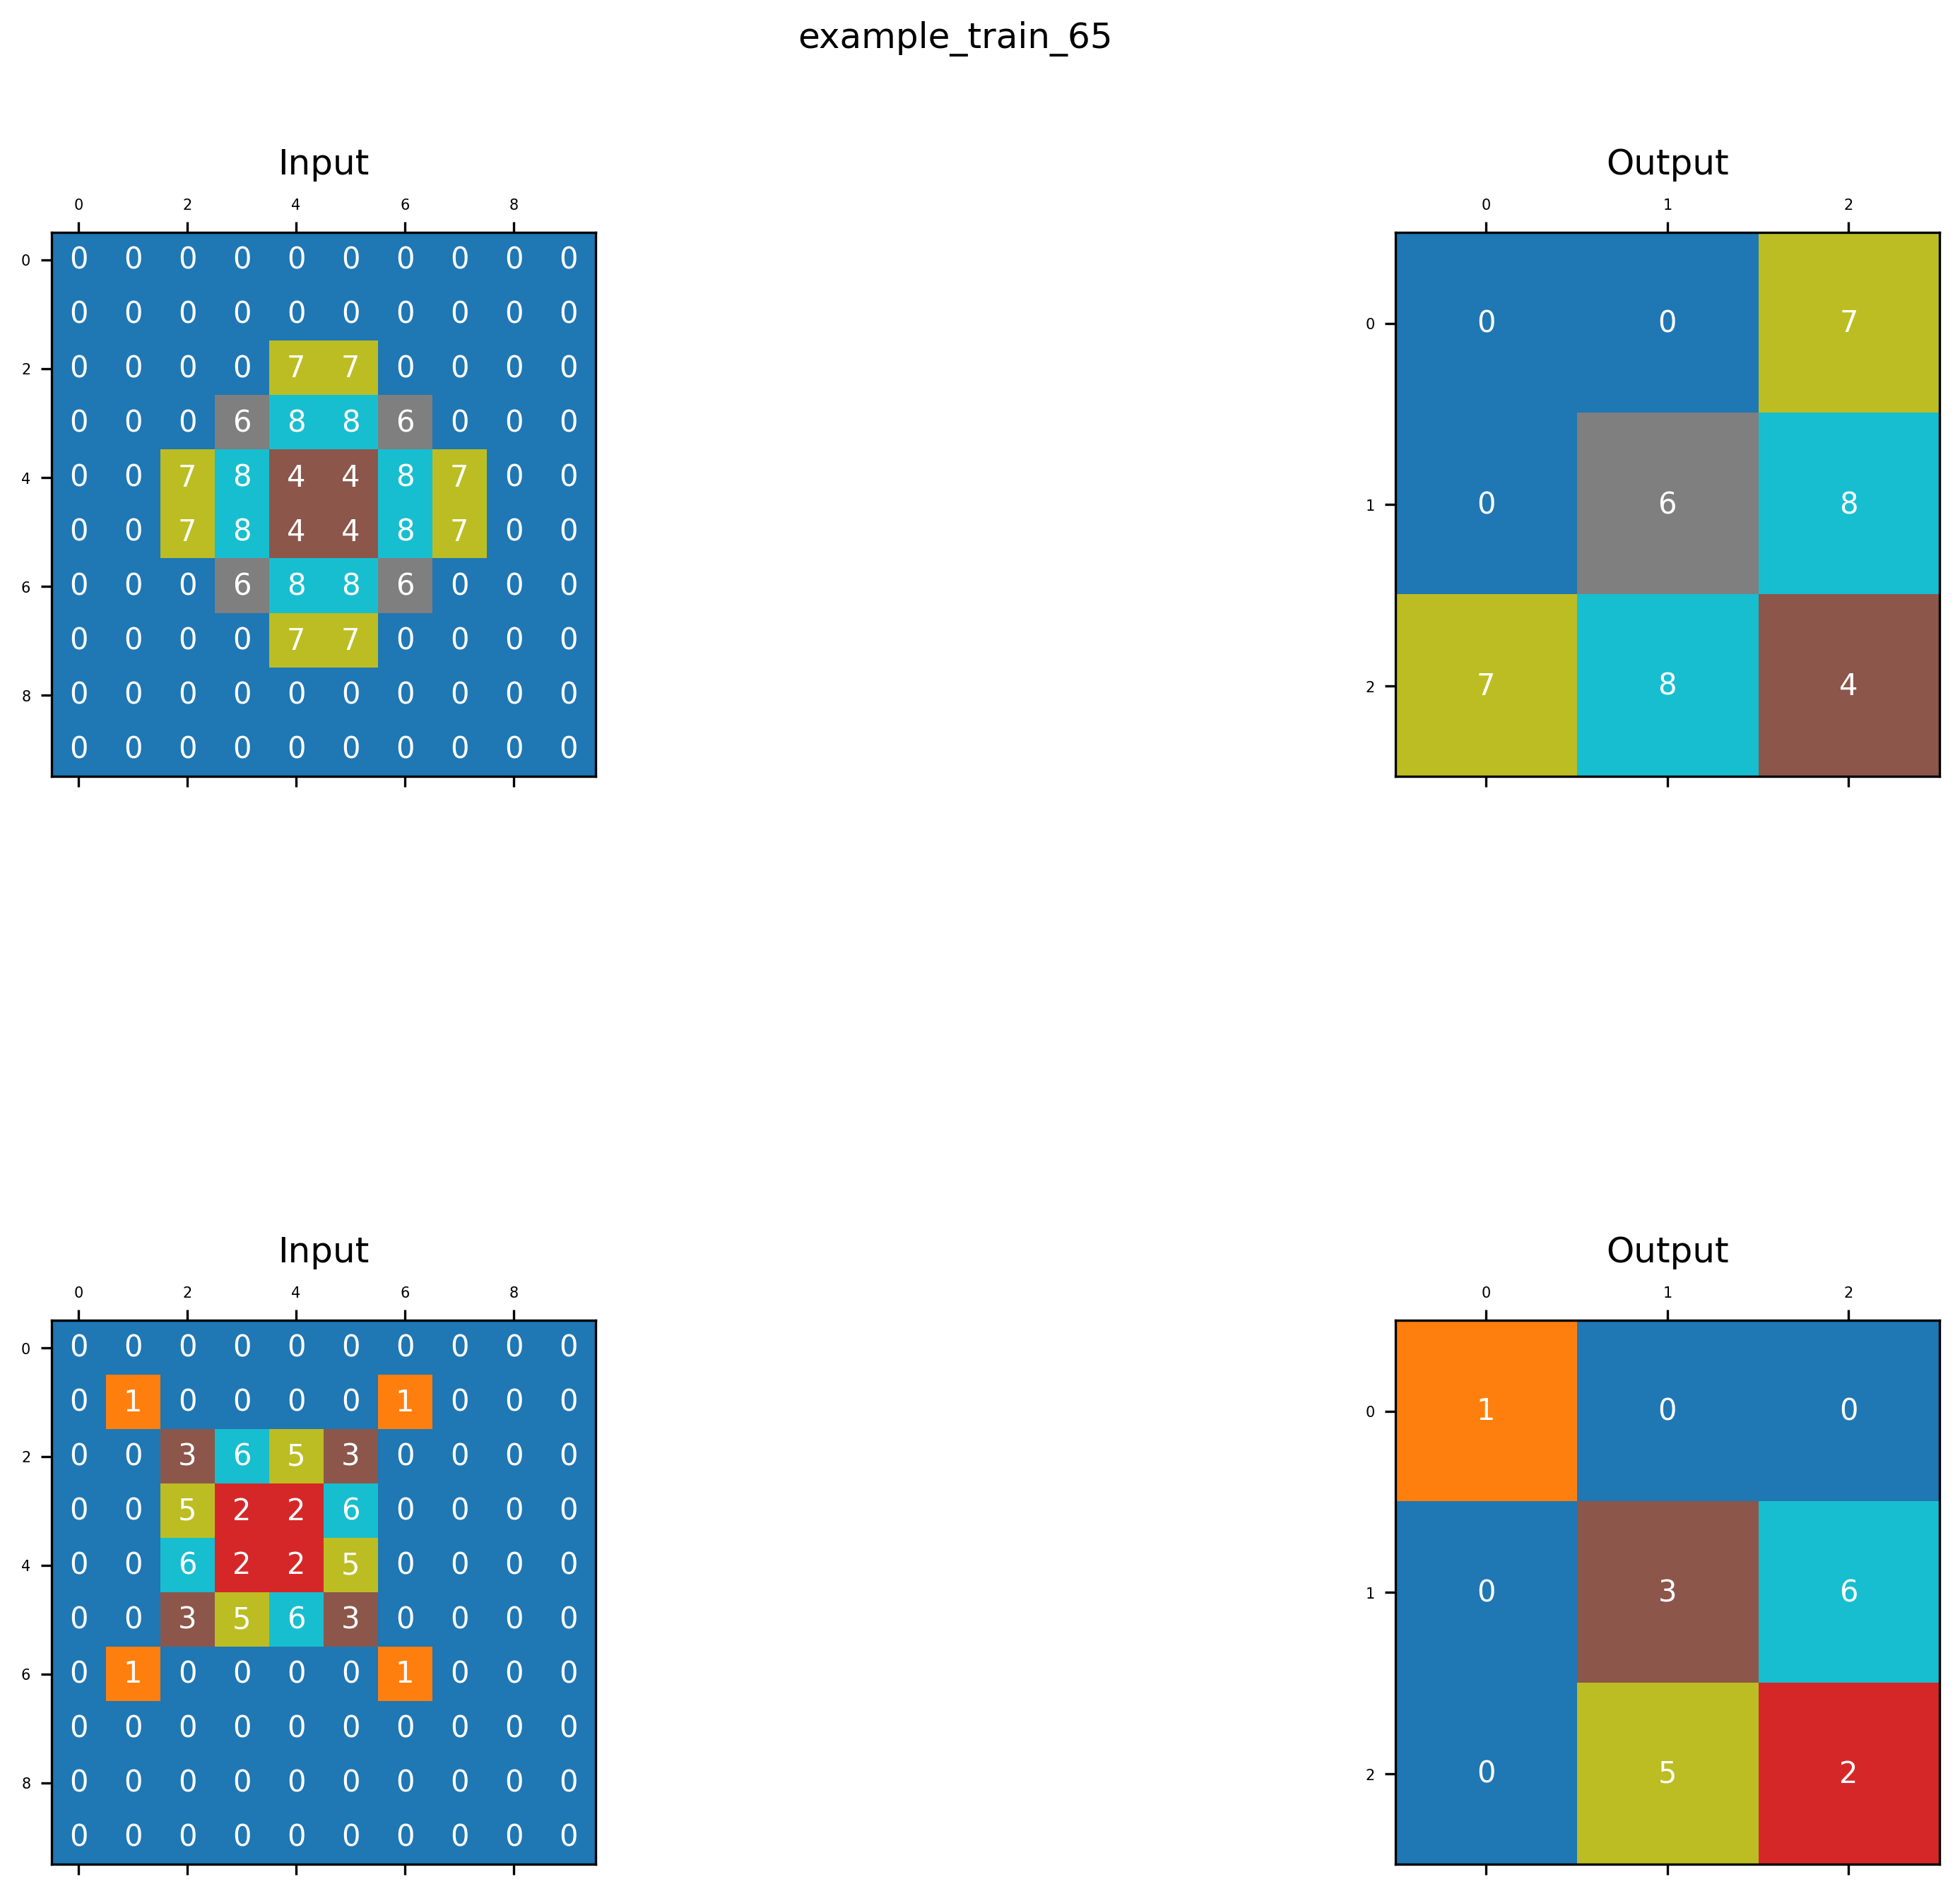 example_train_65
Input
0 2 4 6 8
0 0 0 0 0 0 0 0 0 0 0
0 0 0 0 0 0 0 0 0 0
2 0 0 0 0 7 7 0 0 0 0
0 0 0 6 8 8 6 0 0 0
4 0 0 7 8 4 4 8 7 0 0
0 0 7 8 4 4 8 7 0 0
6 0 0 0 6 8 8 6 0 0 0
0 0 0 0 7 7 0 0 0 0
8 0 0 0 0 0 0 0 0 0 0
0 0 0 0 0 0 0 0 0 0
Output
0 1 2
0 0 0 7
1 0 6 8
2 7 8 4
Input
0 2 4 6 8
0 0 0 0 0 0 0 0 0 0 0
0 1 0 0 0 0 1 0 0 0
2 0 0 3 6 5 3 0 0 0 0
0 0 5 2 2 6 0 0 0 0
4 0 0 6 2 2 5 0 0 0 0
0 0 3 5 6 3 0 0 0 0
6 0 1 0 0 0 0 1 0 0 0
0 0 0 0 0 0 0 0 0 0
8 0 0 0 0 0 0 0 0 0 0
0 0 0 0 0 0 0 0 0 0
Output
0 1 2
0 1 0 0
1 0 3 6
2 0 5 2